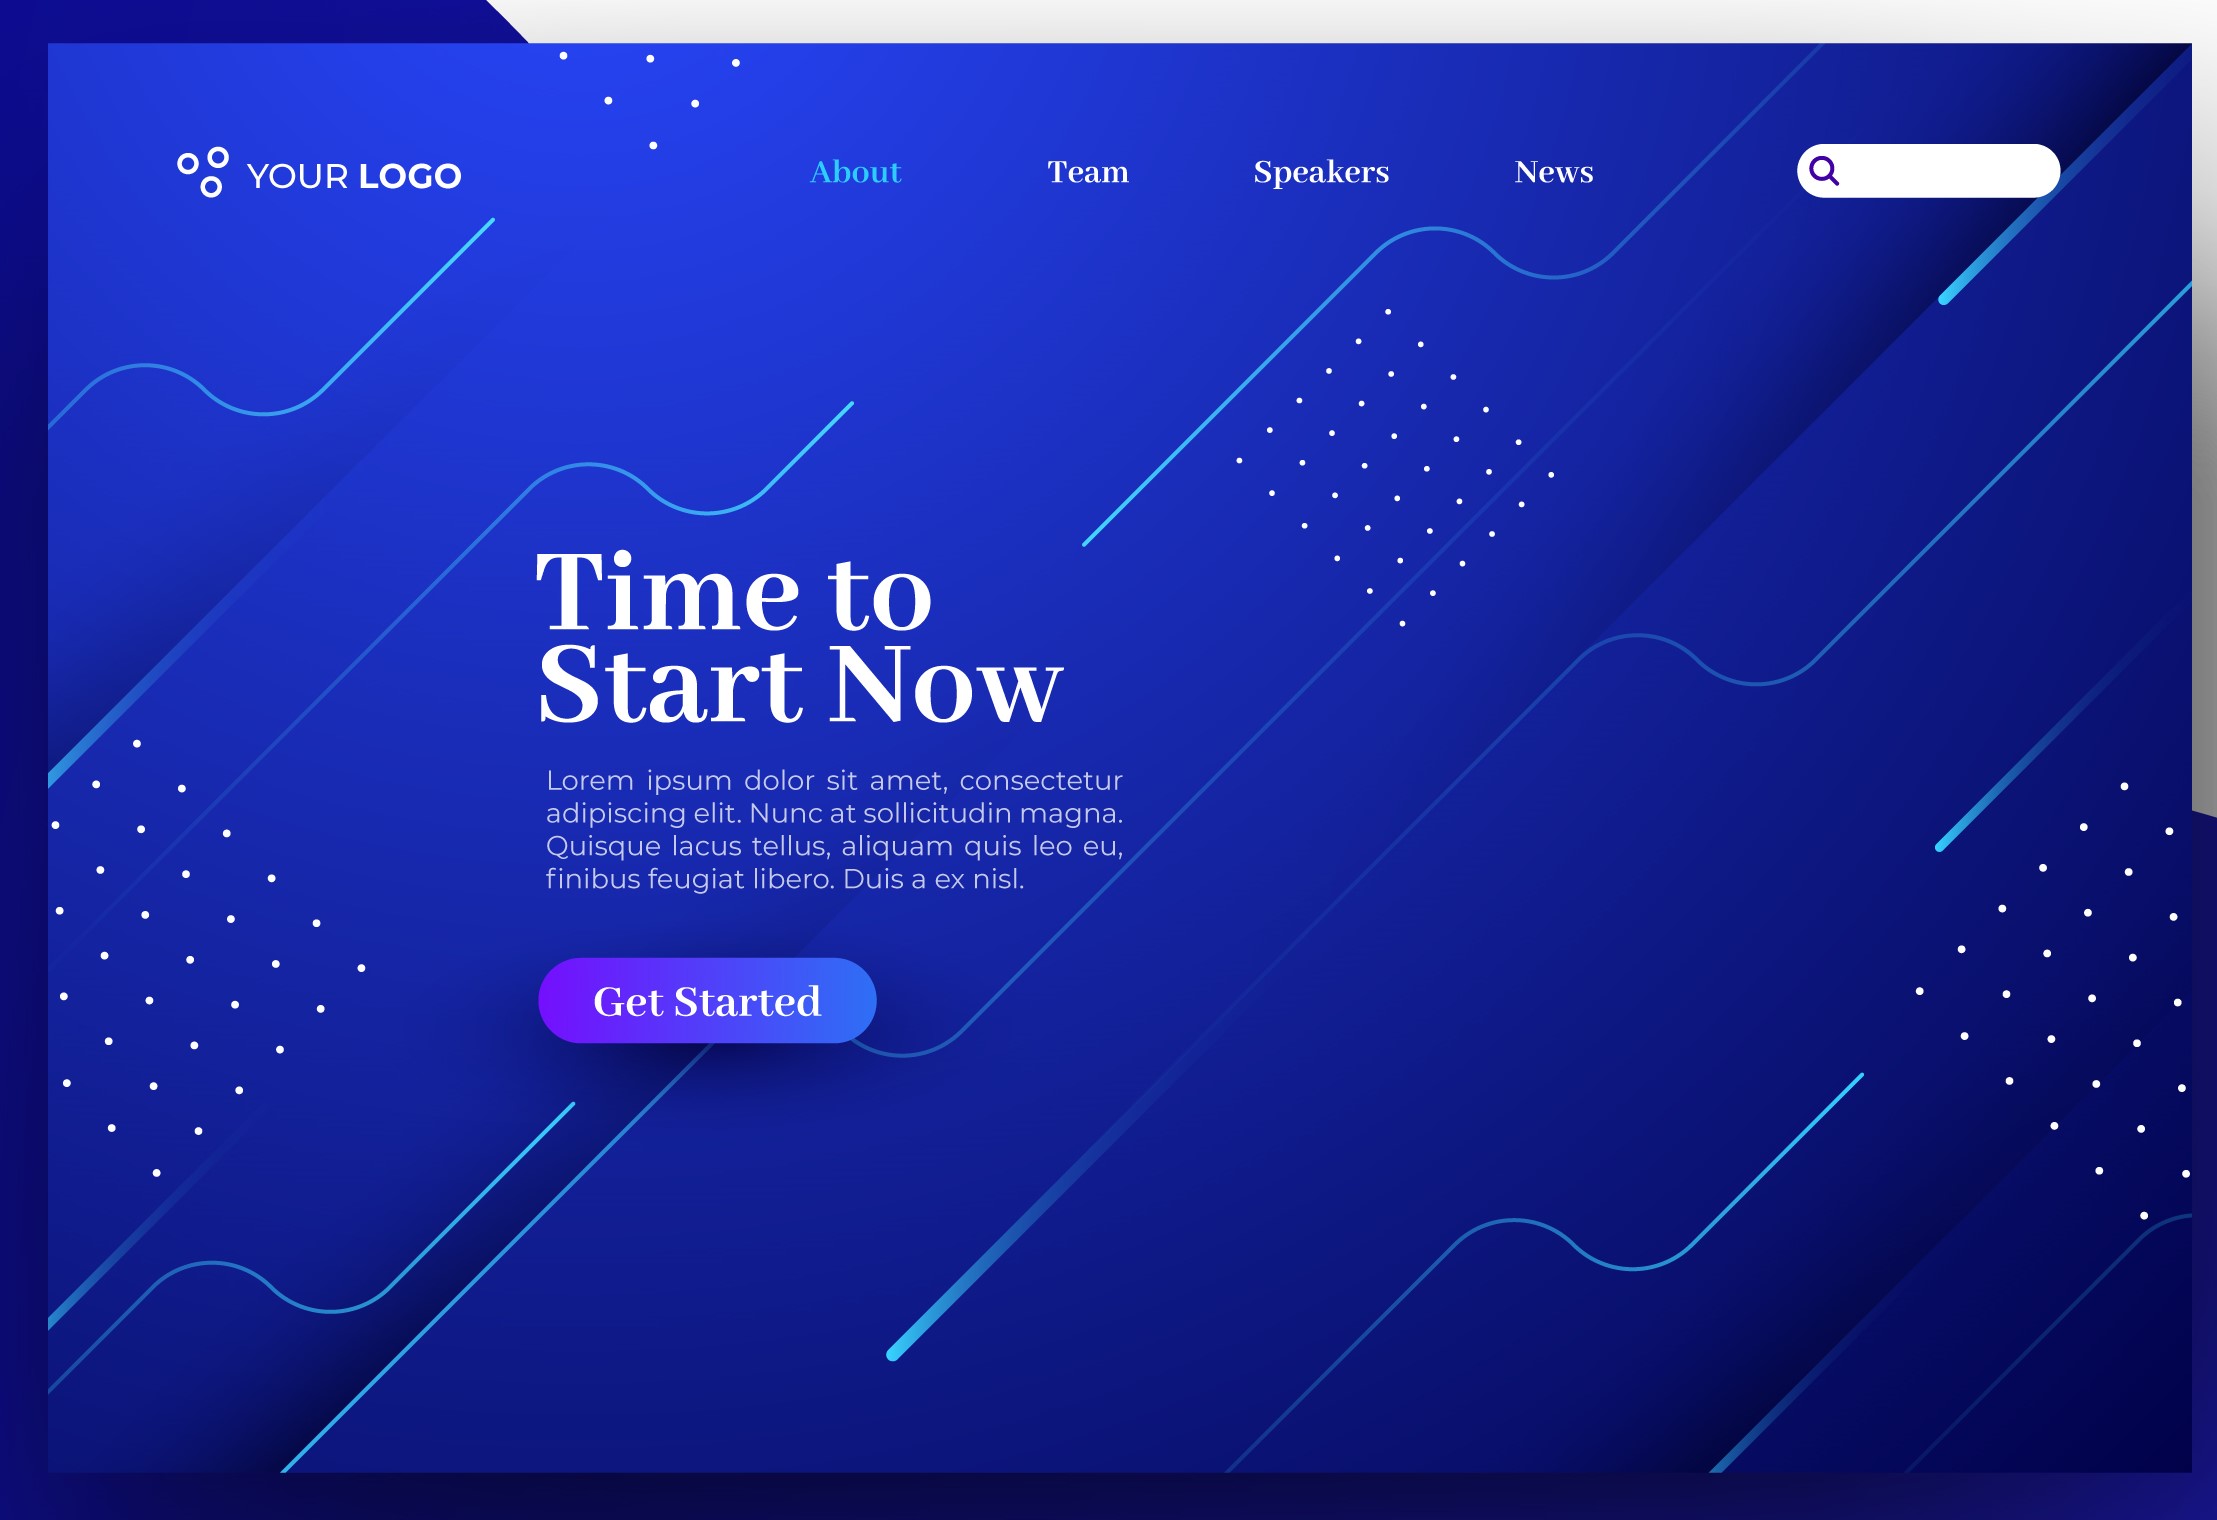 YOUR LOGO
About
Team
Speakers
News
Time to
Start Now
Lorem ipsum dolor sit amet, consectetur
adipiscing elit. Nunc at sollicitudin magna.
Quisque lacus tellus, aliquam quis leo eu,
finibus feugiat libero. Duis a ex nisl.
Get Started